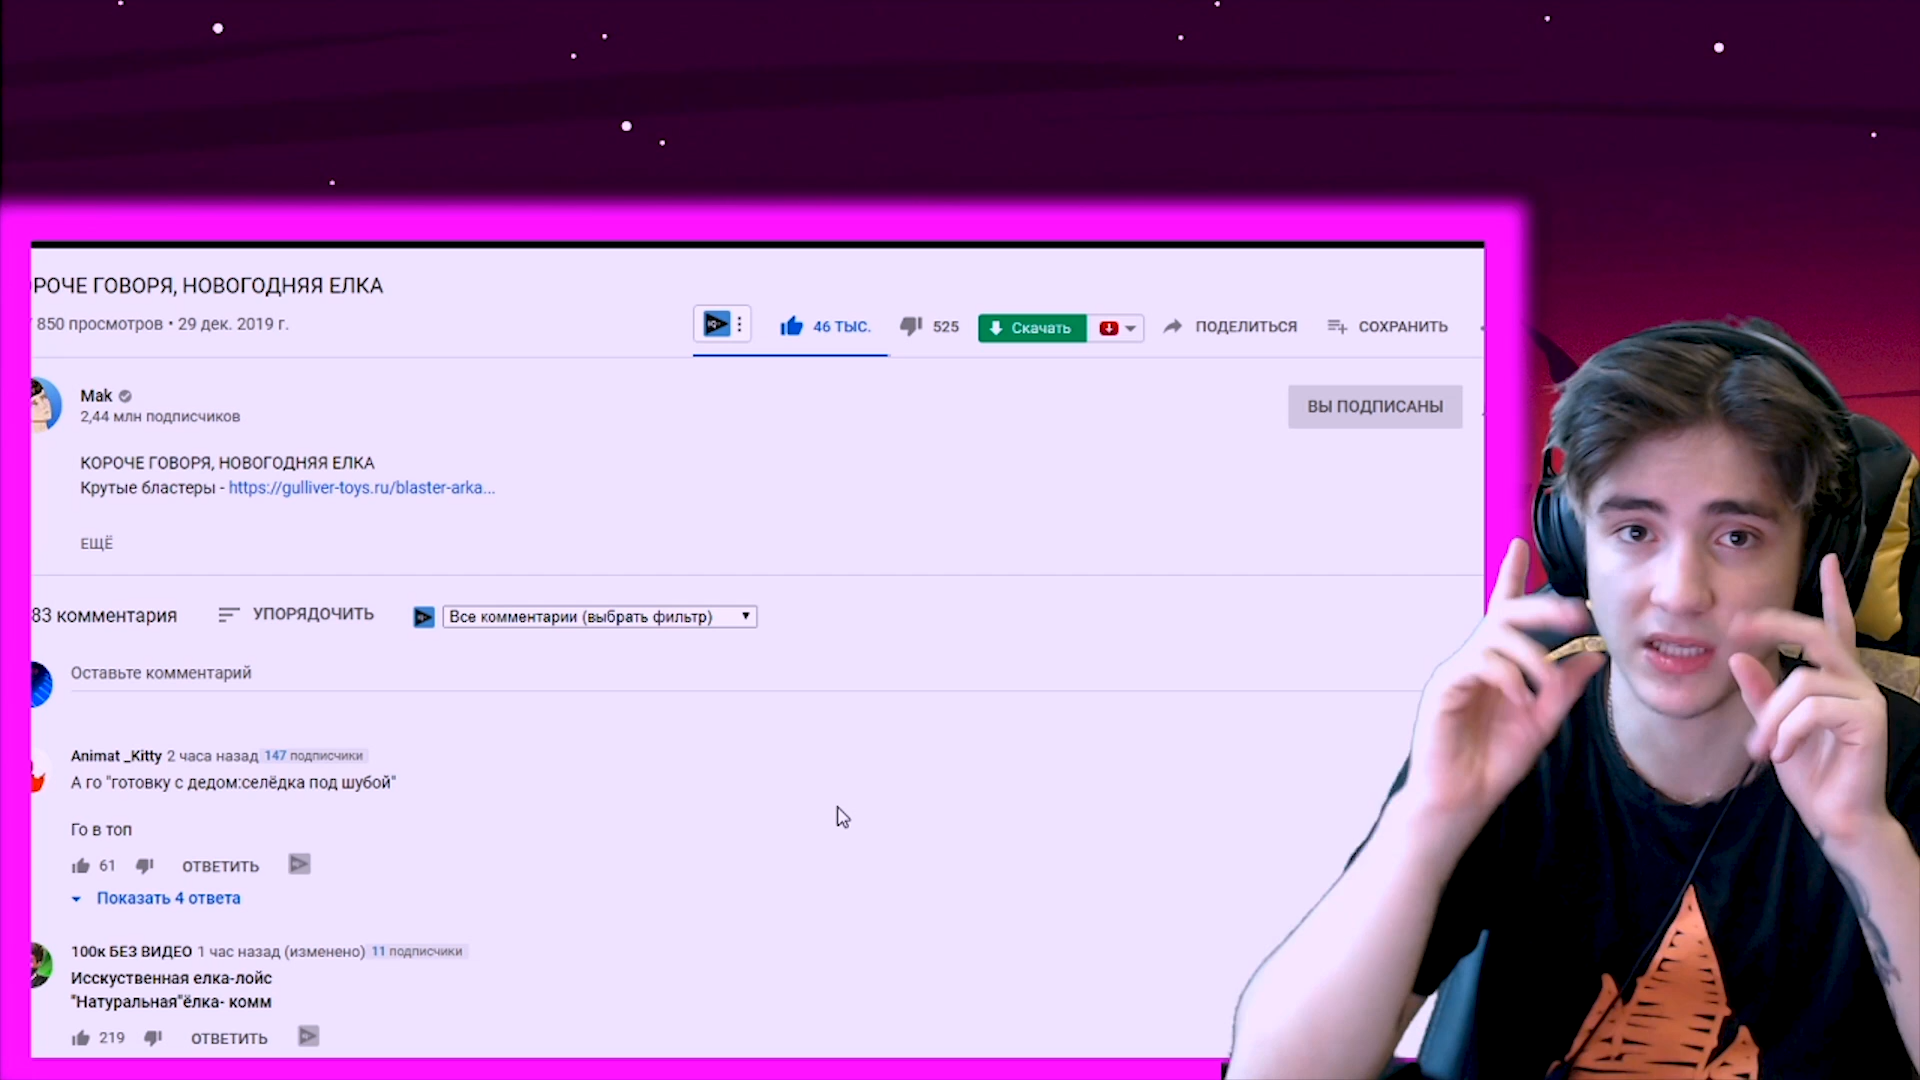 РОЧЕ ГОВОРЯ, НОВОГОДНЯЯ ЕЛКА
850 просмотров • 29 дек. 2019 г.
46 ТЫС.
525
Скачать
ПОДЕЛИТЬСЯ
СОХРАНИТЬ
Mak
2,44 млн подписчиков
ВЫ ПОДПИСАНЫ
КОРОЧЕ ГОВОРЯ, НОВОГОДНЯЯ ЕЛКА
Крутые бластеры - https://gulliver-toys.ru/blaster-arka...
ЕЩЁ
83 комментария
УПОРЯДОЧИТЬ
Все комментарии (выбрать фильтр)
Оставьте комментарий
Animat _Kitty 2 часа назад 147 подписчики
А го "готовку с дедом:селёдка под шубой"
Го в топ
61
ОТВЕТИТЬ
Показать 4 ответа
100к БЕЗ ВИДЕО 1 час назад (изменено) 11 подписчики
Исскуственная елка-лойс
"Натуральная"ёлка- комм
219
ОТВЕТИТЬ